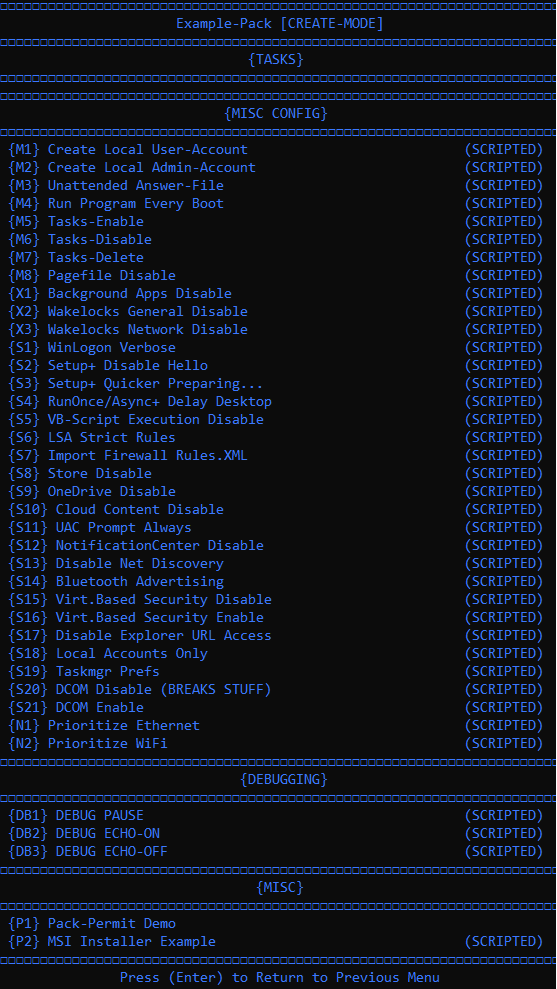 Example-Pack [CREATE-MODE]
{TASKS}
{MISC CONFIG}
{M1} Create Local User-Account (SCRIPTED)
{M2} Create Local Admin-Account (SCRIPTED)
{M3} Unattended Answer-File (SCRIPTED)
{M4} Run Program Every Boot (SCRIPTED)
{M5} Tasks-Enable (SCRIPTED)
{M6} Tasks-Disable (SCRIPTED)
{M7} Tasks-Delete (SCRIPTED)
{M8} Pagefile Disable (SCRIPTED)
{X1} Background Apps Disable (SCRIPTED)
{X2} Wakelocks General Disable (SCRIPTED)
{X3} Wakelocks Network Disable (SCRIPTED)
{S1} WinLogon Verbose (SCRIPTED)
{S2} Setup+ Disable Hello (SCRIPTED)
{S3} Setup+ Quicker Preparing... (SCRIPTED)
{S4} RunOnce/Async+ Delay Desktop (SCRIPTED)
{S5} VB-Script Execution Disable (SCRIPTED)
{S6} LSA Strict Rules (SCRIPTED)
{S7} Import Firewall Rules.XML (SCRIPTED)
{S8} Store Disable (SCRIPTED)
{S9} OneDrive Disable (SCRIPTED)
{S10} Cloud Content Disable (SCRIPTED)
{S11} UAC Prompt Always (SCRIPTED)
{S12} NotificationCenter Disable (SCRIPTED)
{S13} Disable Net Discovery (SCRIPTED)
{S14} Bluetooth Advertising (SCRIPTED)
{S15} Virt.Based Security Disable (SCRIPTED)
{S16} Virt.Based Security Enable (SCRIPTED)
{S17} Disable Explorer URL Access (SCRIPTED)
{S18} Local Accounts Only (SCRIPTED)
{S19} Taskmgr Prefs (SCRIPTED)
{S20} DCOM Disable (BREAKS STUFF) (SCRIPTED)
{S21} DCOM Enable (SCRIPTED)
{N1} Prioritize Ethernet (SCRIPTED)
{N2} Prioritize WiFi (SCRIPTED)
{DEBUGGING}
{DB1} DEBUG PAUSE (SCRIPTED)
{DB2} DEBUG ECHO-ON (SCRIPTED)
{DB3} DEBUG ECHO-OFF (SCRIPTED)
{MISC}
{P1} Pack-Permit Demo
{P2} MSI Installer Example (SCRIPTED)
Press (Enter) to Return to Previous Menu